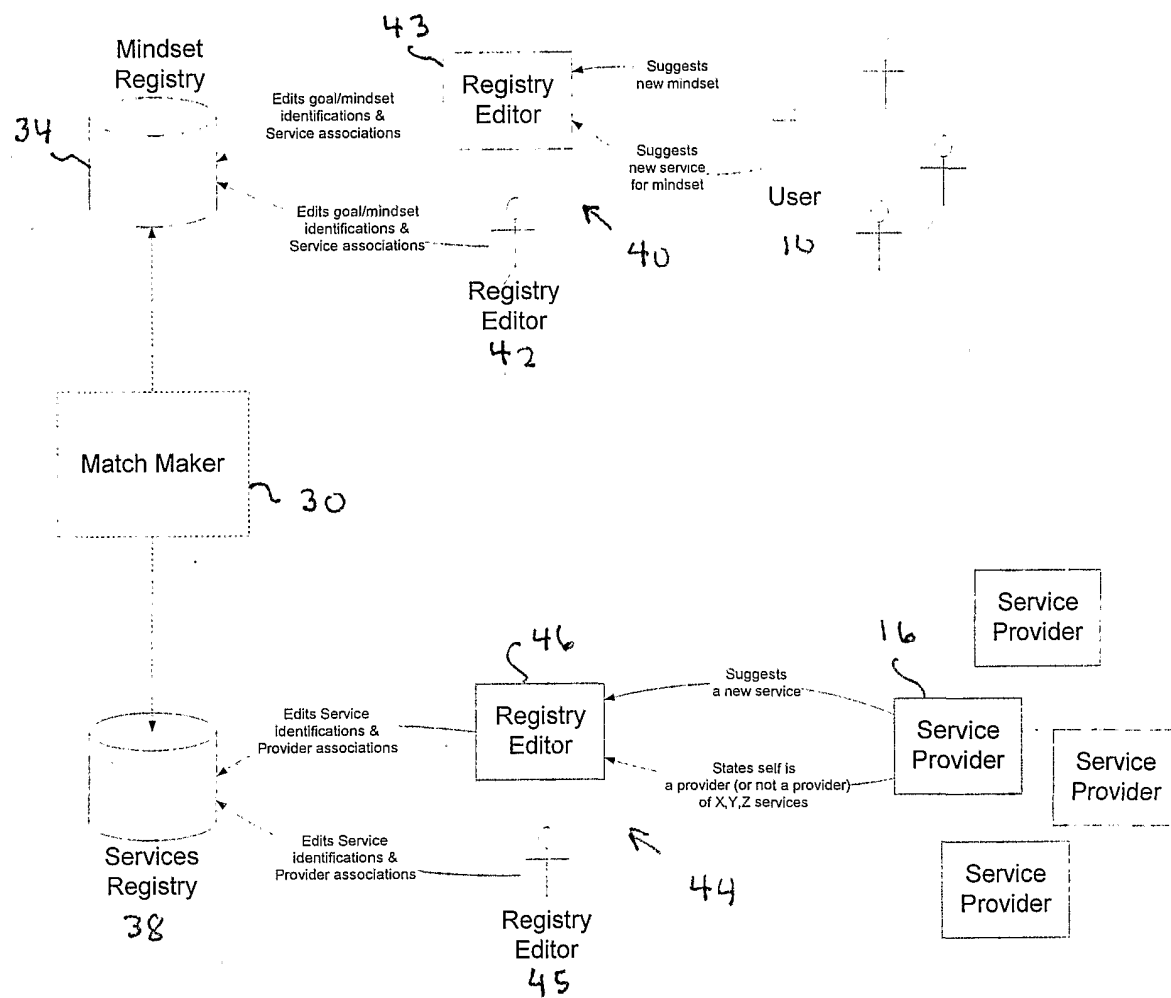 43
Mindset
Registry
34
Edits goal/mindset
identifications &
Service associations
Registry
Editor
Suggests
new mindset
Suggests
new service
for mindset
User
10
Edits goal/mindset
identifications &
Service associations
40
Registry
Editor
42
Match Maker
30
Service
Provider
46
16
Suggests
a new service
Edits Service
identifications &
Provider associations
Registry
Editor
Service
Provider
States self is
a provider (or not a provider)
of X,Y,Z services
Service
Provider
Edits Service
identifications &
Provider associations
Services
Registry
38
44
Service
Provider
Registry
Editor
45